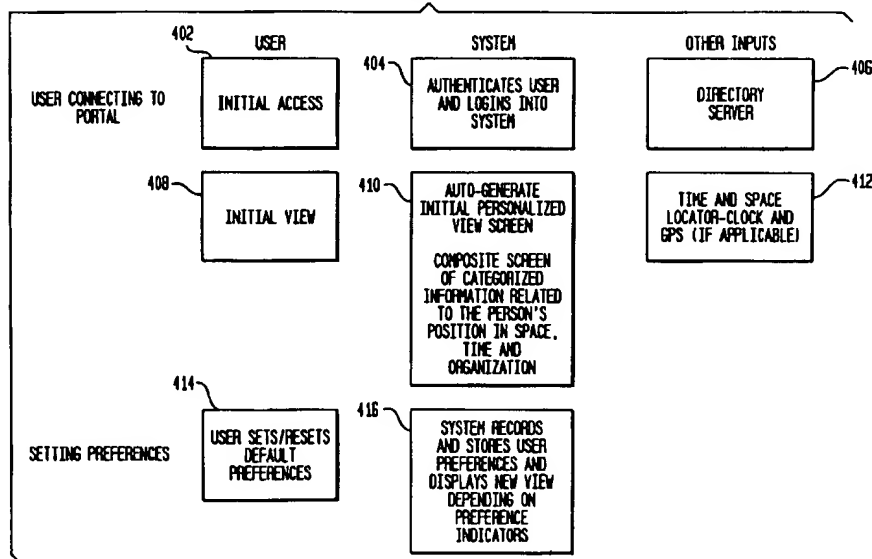 USER
SYSTEM
OTHER INPUTS
USER CONNECTING TO
PORTAL
402
INITIAL ACCESS
404
AUTHENTICATES USER
AND LOGINS INTO
SYSTEM
406
DIRECTORY
SERVER
408
INITIAL VIEW
410
AUTO-GENERATE
INITIAL PERSONALIZED
VIEW SCREEN
COMPOSITE SCREEN
OF CATEGORIZED
INFORMATION RELATED
TO THE PERSON'S
POSITION IN SPACE,
TIME AND
ORGANIZATION
412
TIME AND SPACE
LOCATOR-CLOCK AND
GPS (IF APPLICABLE)
SETTING PREFERENCES
414
USER SETS/RESETS
DEFAULT
PREFERENCES
416
SYSTEM RECORDS
AND STORES USER
PREFERENCES AND
DISPLAYS NEW VIEW
DEPENDING ON
PREFERENCE
INDICATORS